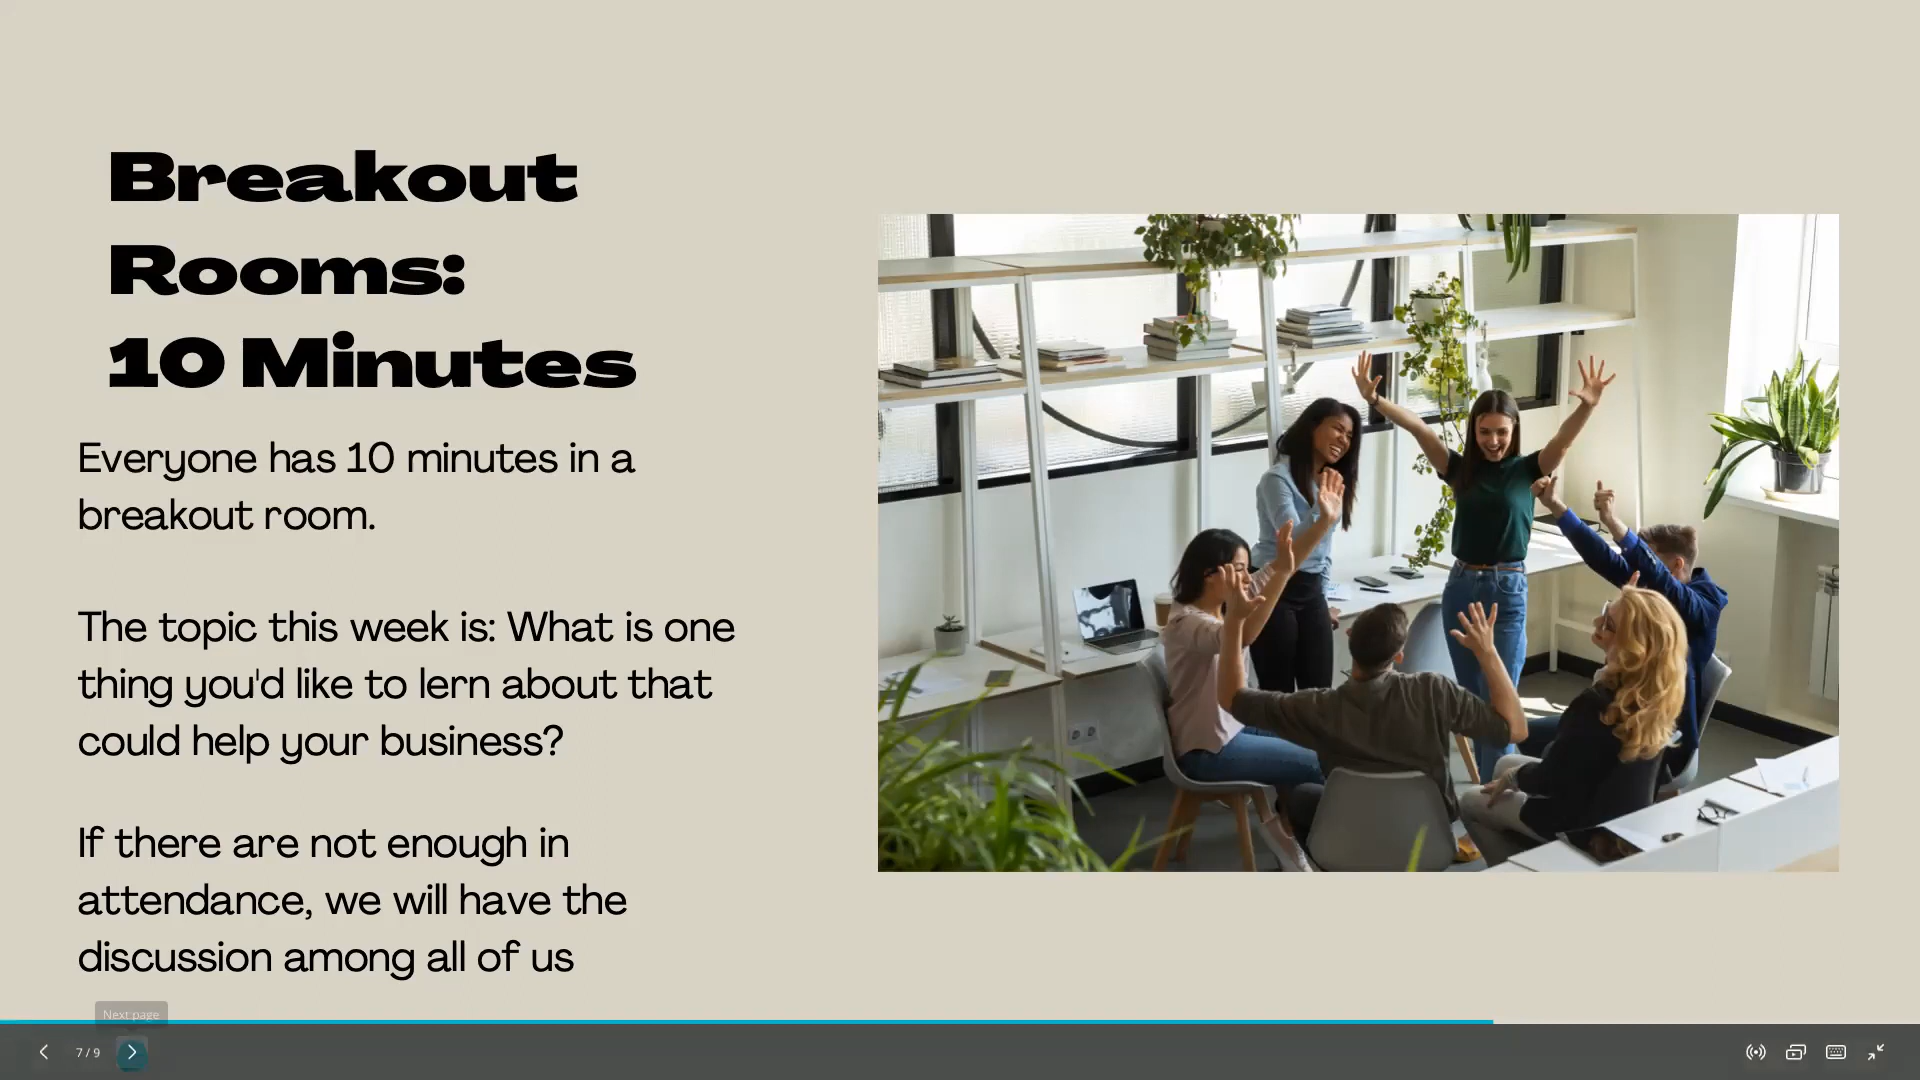 Breakout
Rooms:
10 Minutes
Everyone has 10 minutes in a
breakout room.
The topic this week is: What is one
thing you'd like to lern about that
could help your business?
If there are not enough in
attendance, we will have the
discussion among all of us
Next page
7 / 9